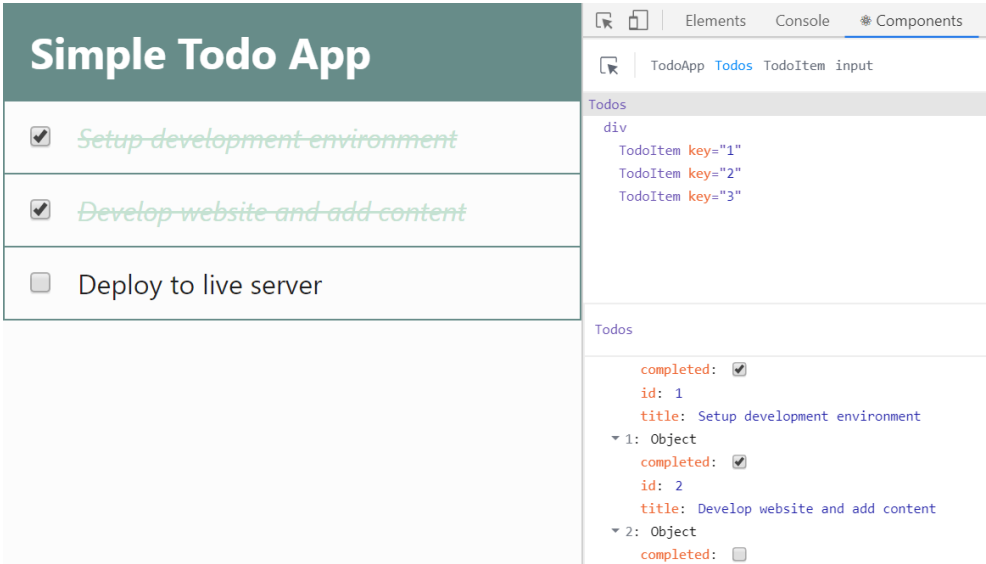 Simple Todo App
Setup development environment
Develop website and add content
Deploy to live server
Elements Console Components
TodoApp Todos TodoItem input
Todos
div
TodoItem key="1"
TodoItem key="2"
TodoItem key="3"
Todos
completed:
id: 1
title: Setup development environment
1: Object
completed:
id: 2
title: Develop website and add content
2: Object
completed: